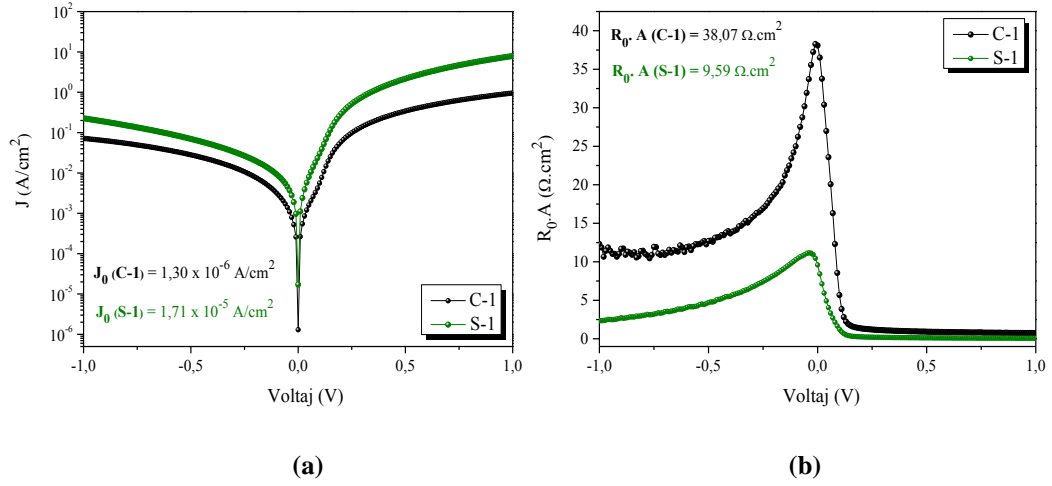 10²
10¹
10⁰
10⁻¹
10⁻²
10⁻³
10⁻⁴
10⁻⁵
10⁻⁶
J (A/cm²)
J₀ (C-1) = 1,30 x 10⁻⁶ A/cm²
J₀ (S-1) = 1,71 x 10⁻⁵ A/cm²
C-1
S-1
-1,0 -0,5 0,0 0,5 1,0
Voltaj (V)
(a)
40
35
30
25
20
15
10
5
0
R₀.A (Ω.cm²)
R₀. A (C-1) = 38,07 Ω.cm²
R₀. A (S-1) = 9,59 Ω.cm²
C-1
S-1
-1,0 -0,5 0,0 0,5 1,0
Voltaj (V)
(b)